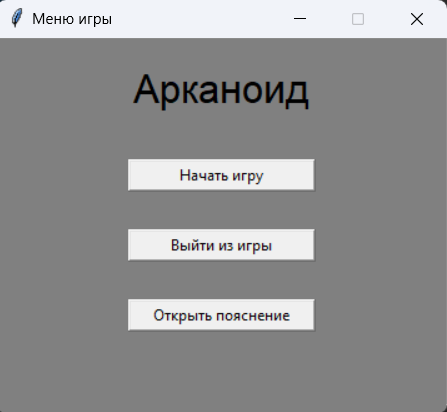 Меню игры
Арканоид
Начать игру
Выйти из игры
Открыть пояснение